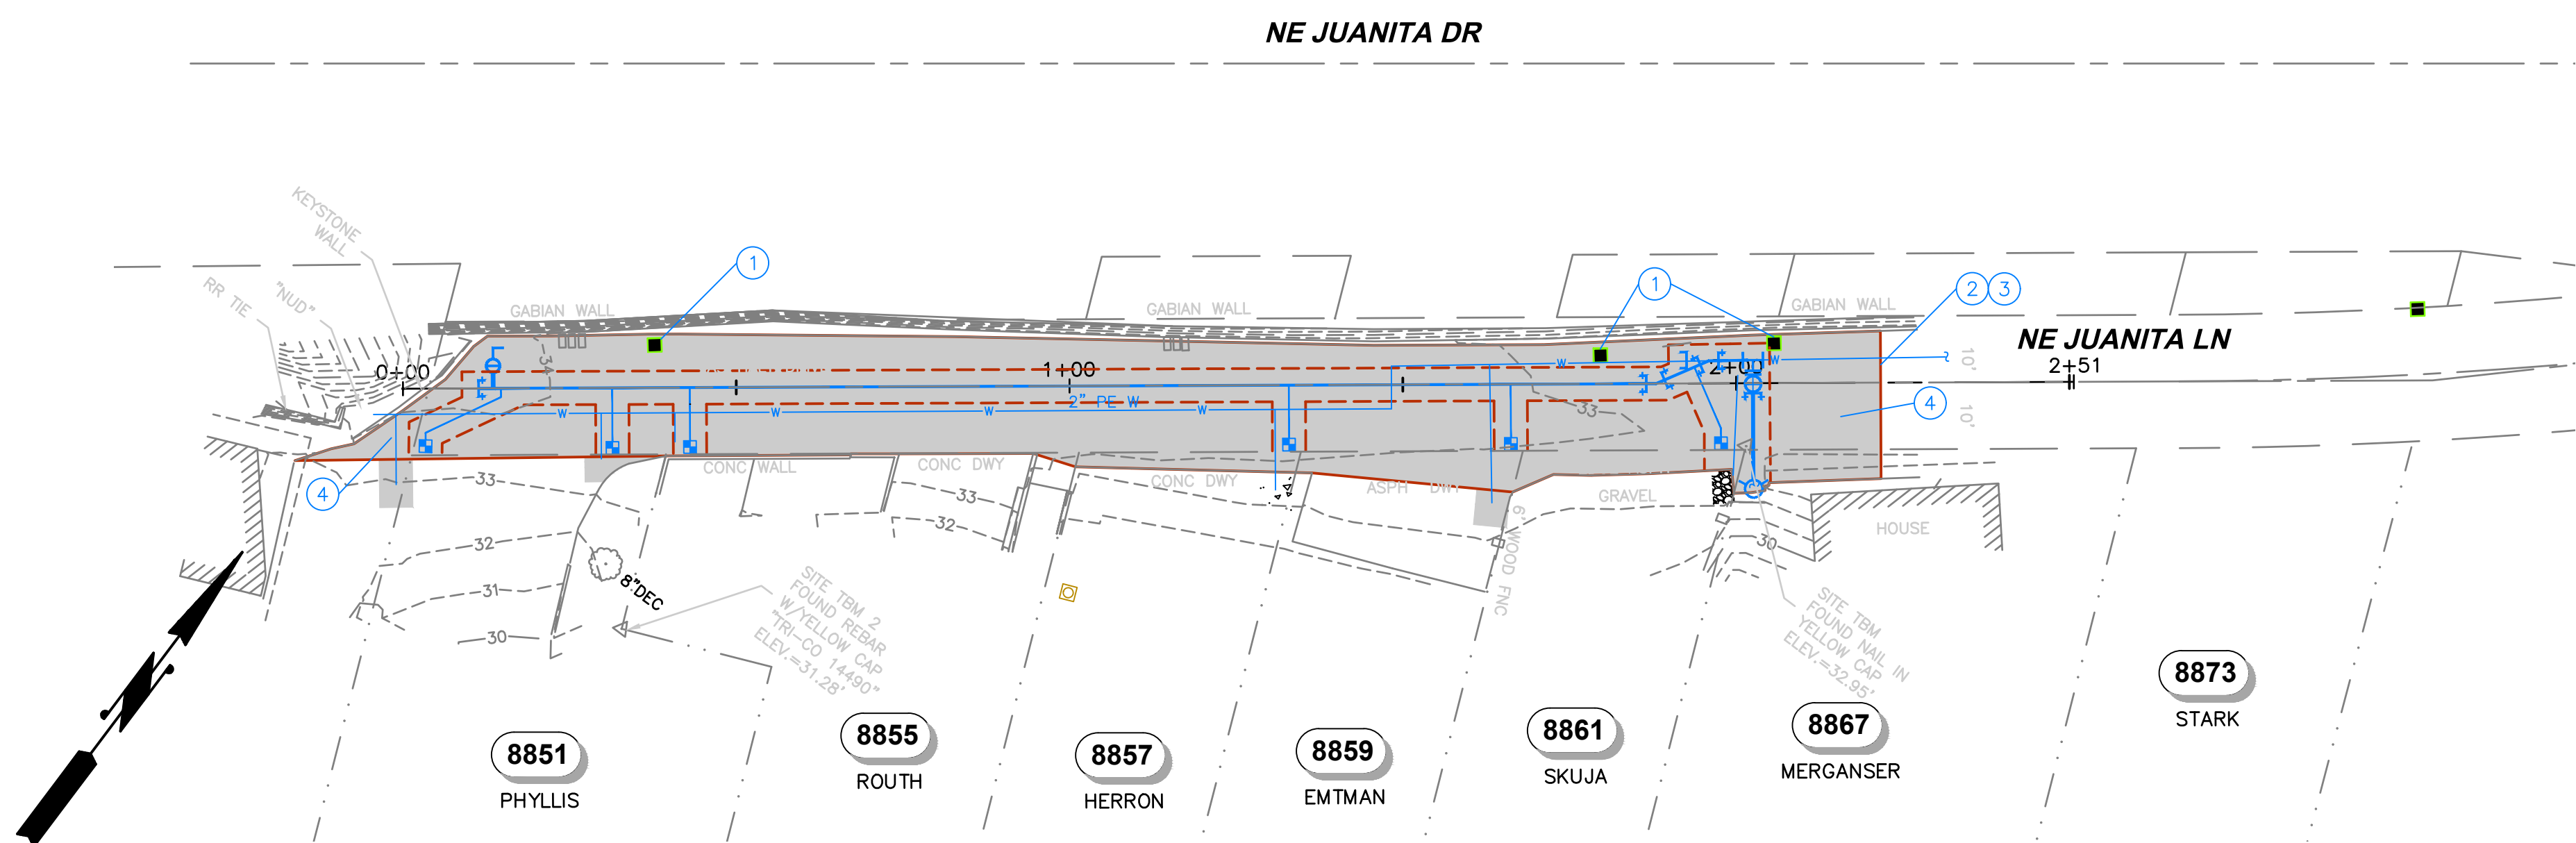 NE JUANITA DR
KEYSTONE
WALL
RR TIE
"NUD"
1
1
2
3
GABIAN WALL
GABIAN WALL
GABIAN WALL
NE JUANITA LN
10'
10'
0+00
1+00
2+00
2+51
34
W
W
W
W
W
W
2" PE W
33
4
4
CONC WALL
CONC DWY
CONC DWY
ASPH DWY
GRAVEL
HOUSE
6' WOOD FNC
33
32
31
30
33
32
30
8"DEC
SITE TBM 2
FOUND REBAR
W/YELLOW CAP
"TRI-CO 14490"
ELEV.=31.28'
SITE TBM
FOUND NAIL IN
YELLOW CAP
ELEV.=32.95'
8851
PHYLLIS
8855
ROUTH
8857
HERRON
8859
EMTMAN
8861
SKUJA
8867
MERGANSER
8873
STARK